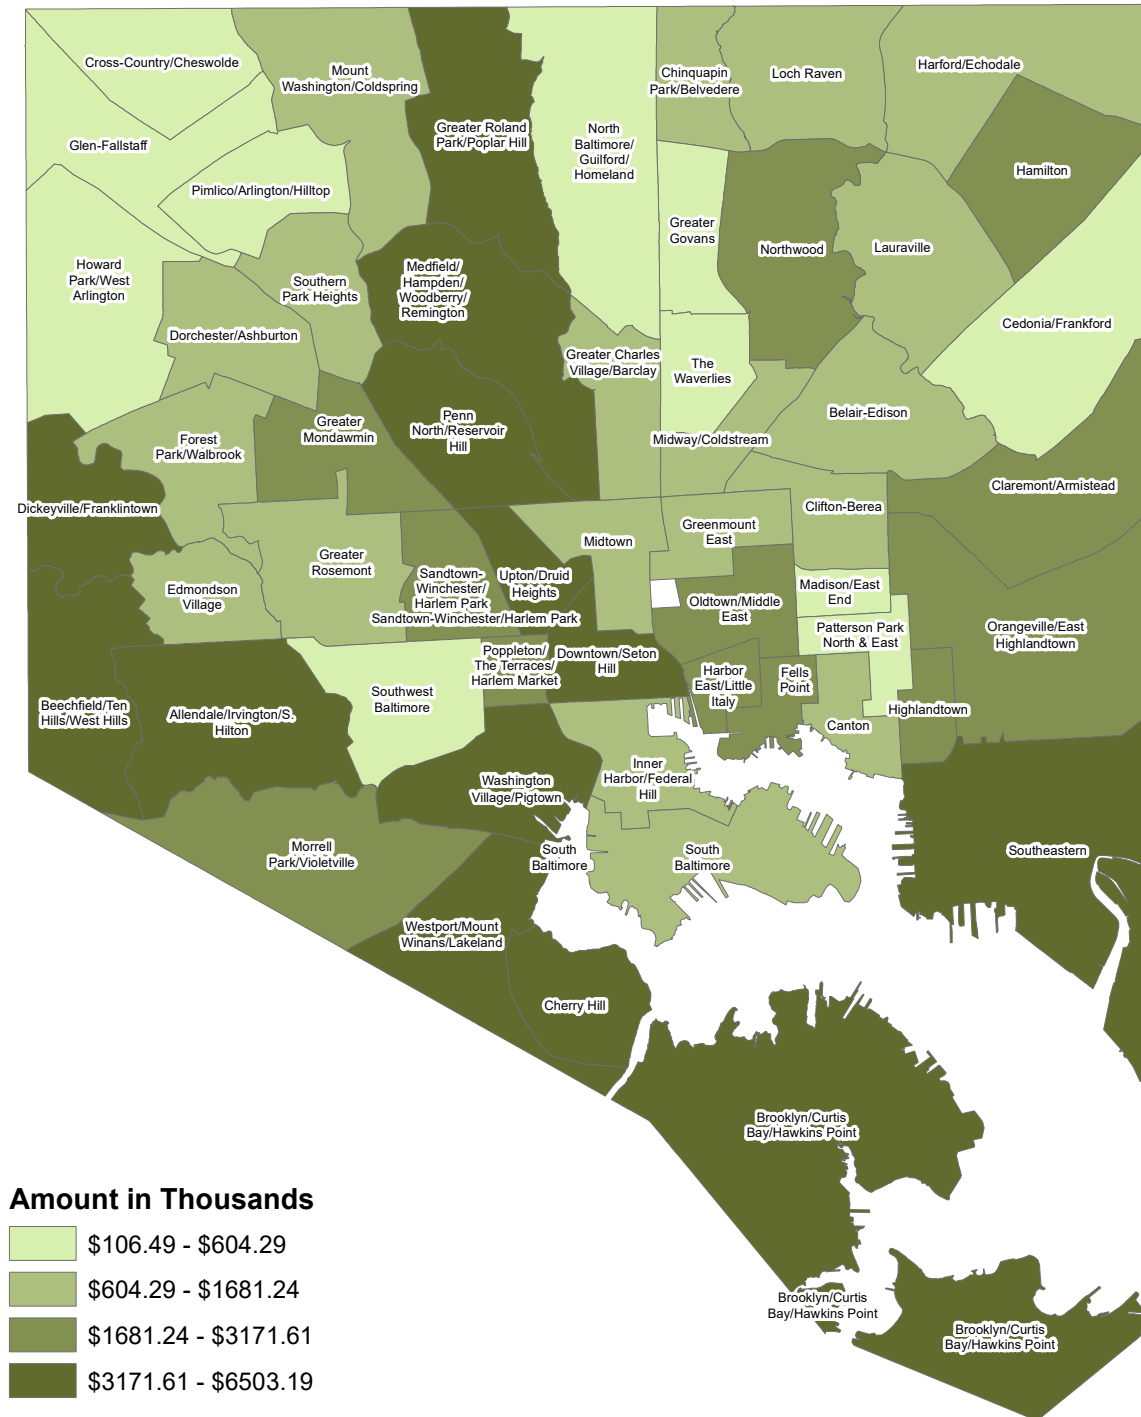 Cross-Country/Cheswolde
Mount
Washington/Coldspring
Chinquapin
Park/Belvedere
Loch Raven
Harford/Echodale
Glen-Fallstaff
Greater Roland
Park/Poplar Hill
North
Baltimore/
Guilford/
Homeland
Hamilton
Pimlico/Arlington/Hilltop
Greater
Govans
Northwood
Lauraville
Howard
Park/West
Arlington
Southern
Park Heights
Medfield/
Hampden/
Woodberry/
Remington
Cedonia/Frankford
Dorchester/Ashburton
Greater Charles
Village/Barclay
The
Waverlies
Belair-Edison
Forest
Park/Walbrook
Greater
Mondawmin
Penn
North/Reservoir
Hill
Midway/Coldstream
Claremont/Armistead
Dickeyville/Franklintown
Clifton-Berea
Greenmount
East
Midtown
Greater
Rosemont
Edmondson
Village
Sandtown-
Winchester/
Harlem Park
Upton/Druid
Heights
Madison/East
End
Oldtown/Middle
East
Sandtown-Winchester/Harlem Park
Patterson Park
North & East
Orangeville/East
Highlandtown
Poppleton/
The Terraces/
Harlem Market
Downtown/Seton
Hill
Harbor
East/Little
Italy
Fells
Point
Southwest
Baltimore
Beechfield/Ten
Hills/West Hills
Allendale/Irvington/S.
Hilton
Highlandtown
Canton
Inner
Harbor/Federal
Hill
Washington
Village/Pigtown
Morrell
Park/Violetville
South
Baltimore
South
Baltimore
Southeastern
Westport/Mount
Winans/Lakeland
Cherry Hill
Brooklyn/Curtis
Bay/Hawkins Point
Brooklyn/Curtis
Bay/Hawkins Point
Brooklyn/Curtis
Bay/Hawkins Point
Amount in Thousands
$106.49 - $604.29
$604.29 - $1681.24
$1681.24 - $3171.61
$3171.61 - $6503.19